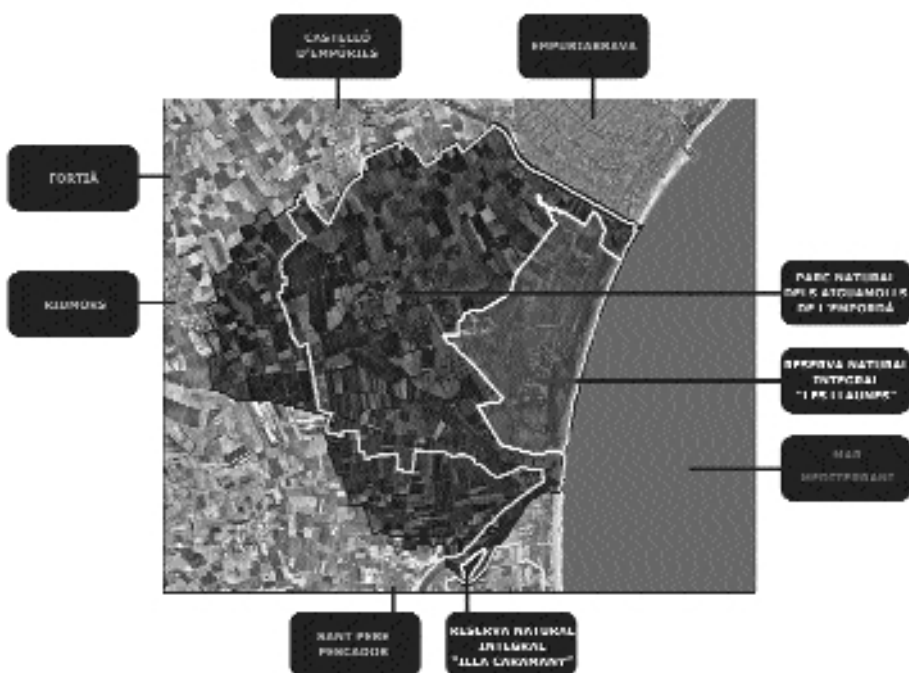 CASTELLÓ
D'EMPÚRIES
EMPURIABRAVA
FORTIÀ
RIUMORS
PARC NATURAL
DELS AIGUAMOLLS
DE L'EMPORDÀ
RESERVA NATURAL
INTEGRAL
"LES LLAUNES"
MAR
MEDITERRANI
SANT PERE
PESCADOR
RESERVA NATURAL
INTEGRAL
"ILLA CARAMANY"